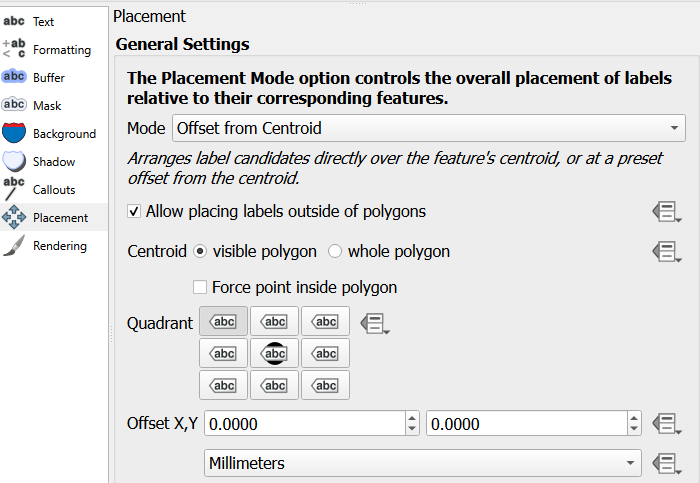 Text
Formatting
Buffer
Mask
Background
Shadow
Callouts
Placement
Rendering
abc
+ab
< c
abc
abc
abc
Placement
General Settings
The Placement Mode option controls the overall placement of labels
relative to their corresponding features.
Mode Offset from Centroid
Arranges label candidates directly over the feature's centroid, or at a preset
offset from the centroid.
Allow placing labels outside of polygons
Centroid visible polygon whole polygon
Force point inside polygon
Quadrant abc abc abc
abc abc abc
abc abc abc
Offset X,Y 0.0000 0.0000
Millimeters